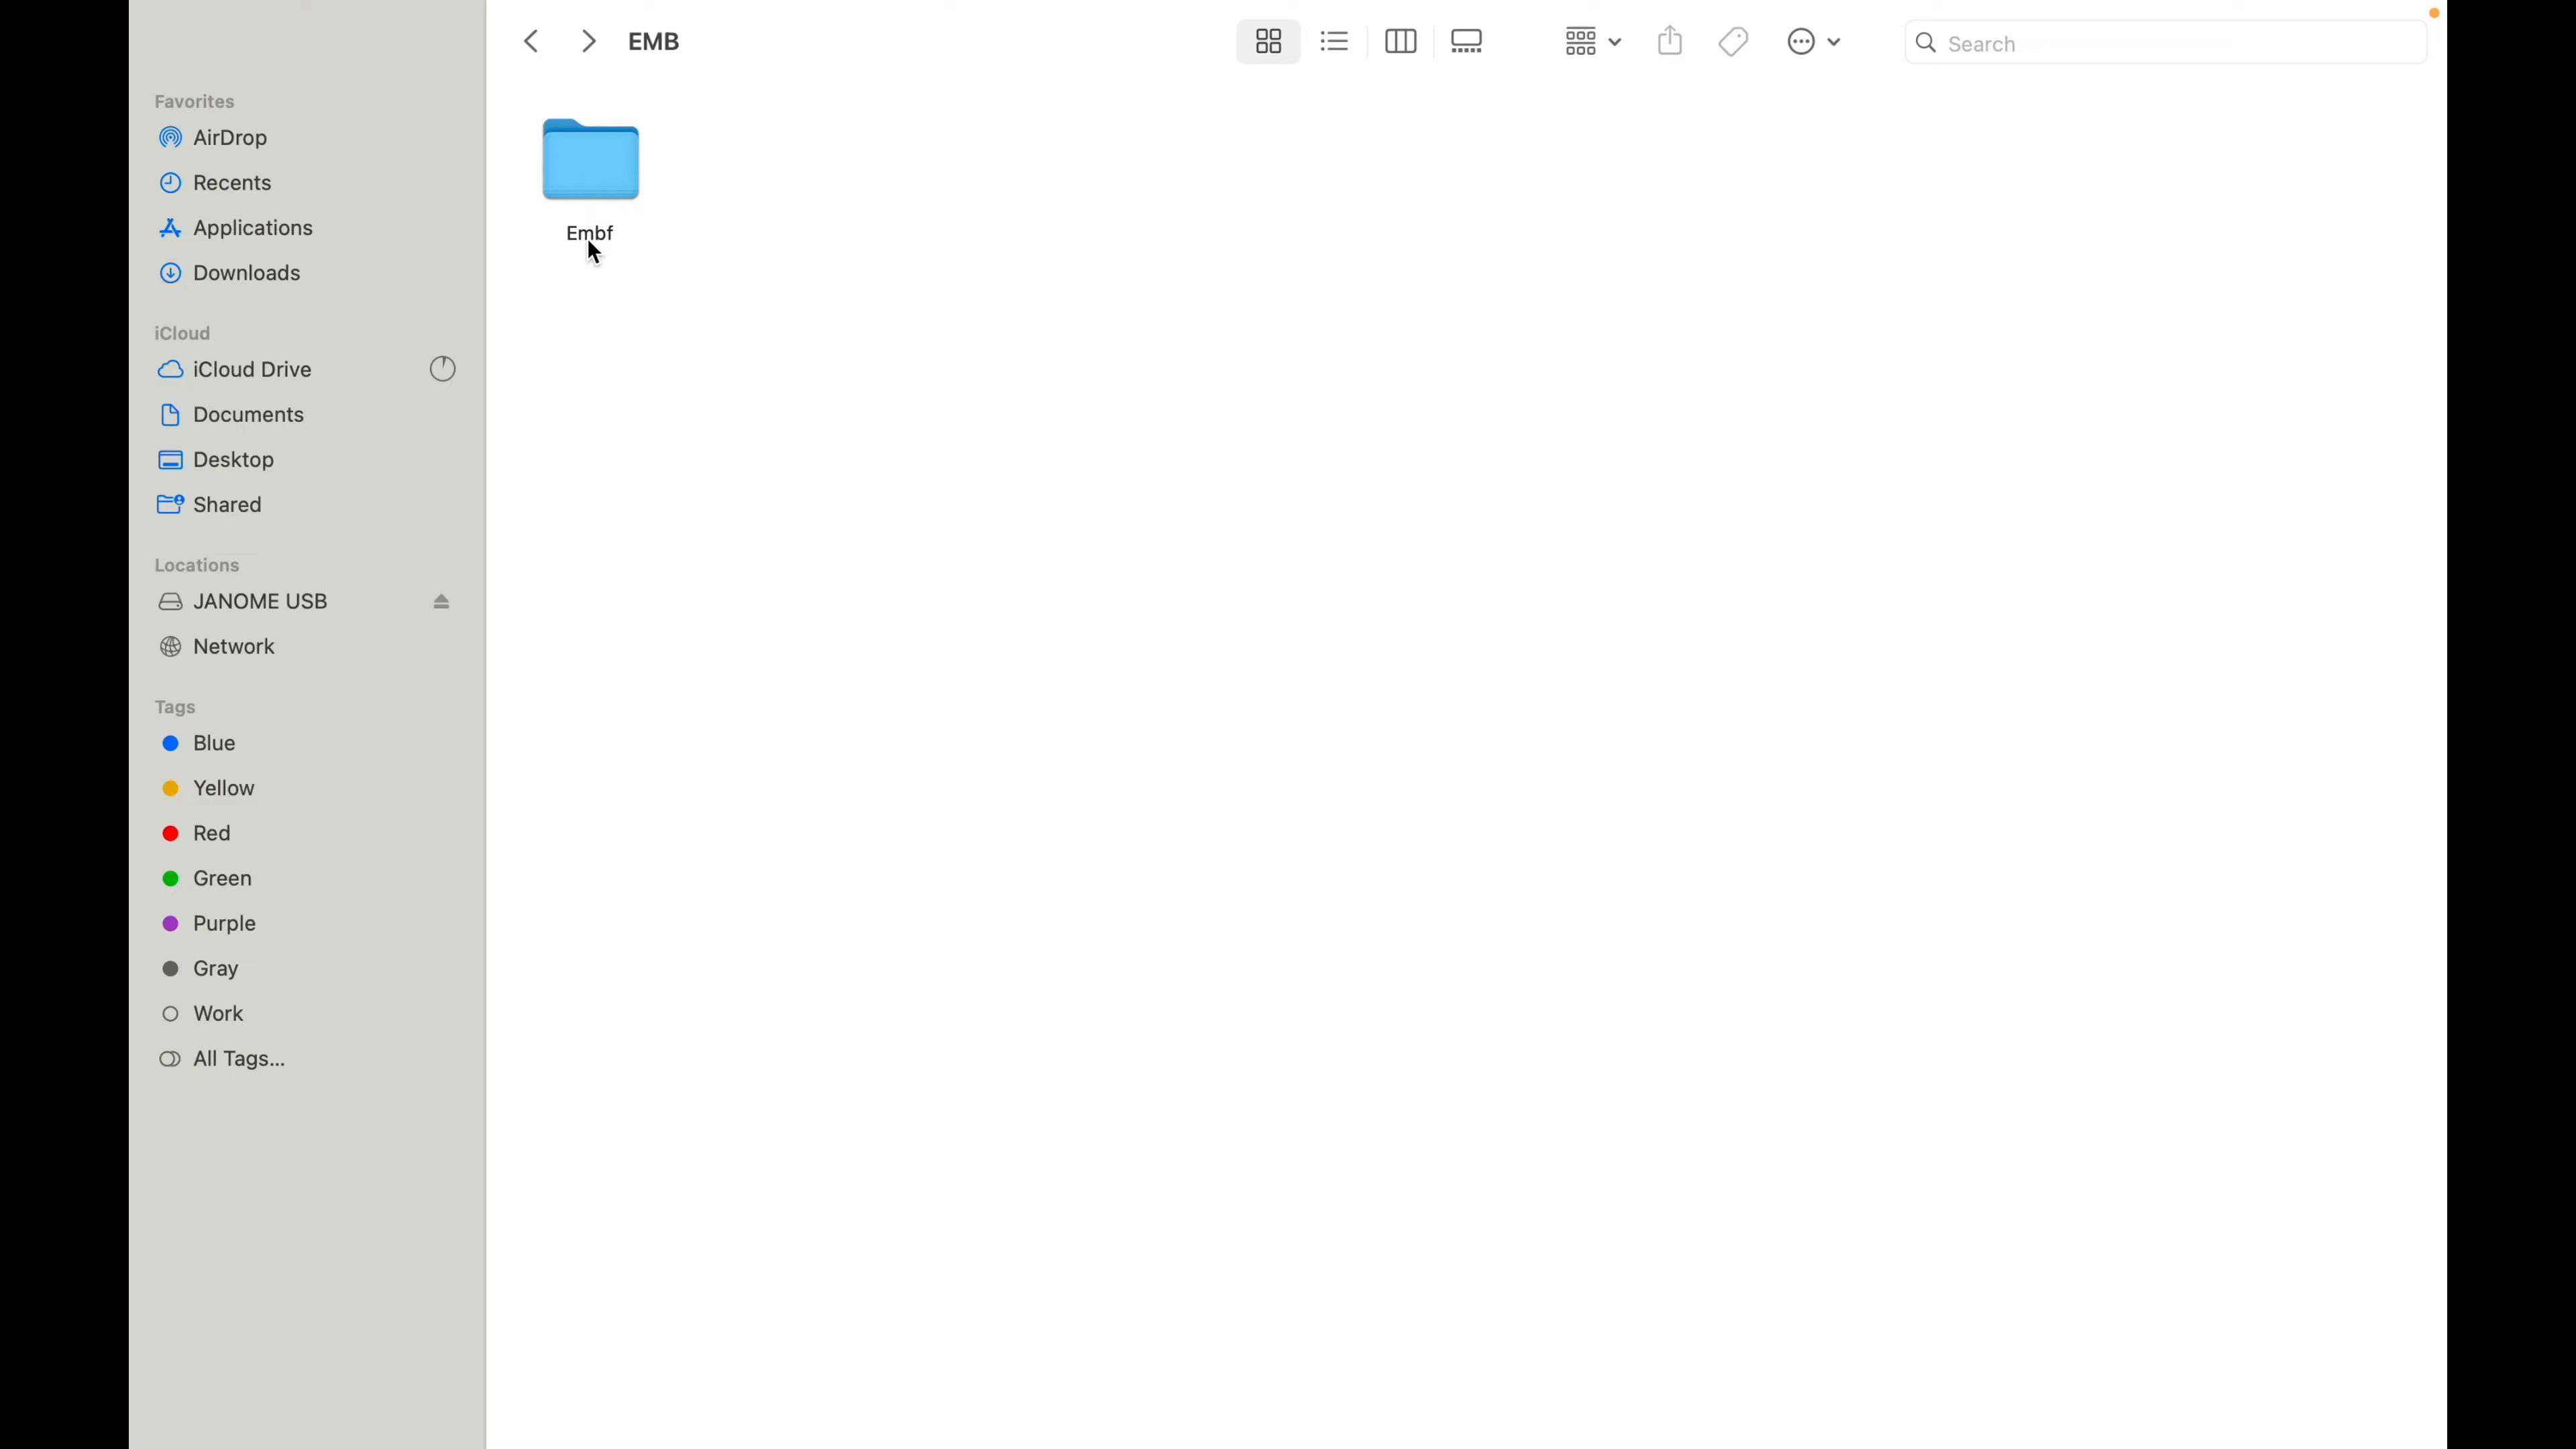 EMB
Search
Favorites
AirDrop
Recents
Applications
Downloads
iCloud
iCloud Drive
Documents
Desktop
Shared
Locations
JANOME USB
Network
Tags
Blue
Yellow
Red
Green
Purple
Gray
Work
All Tags...
Embf